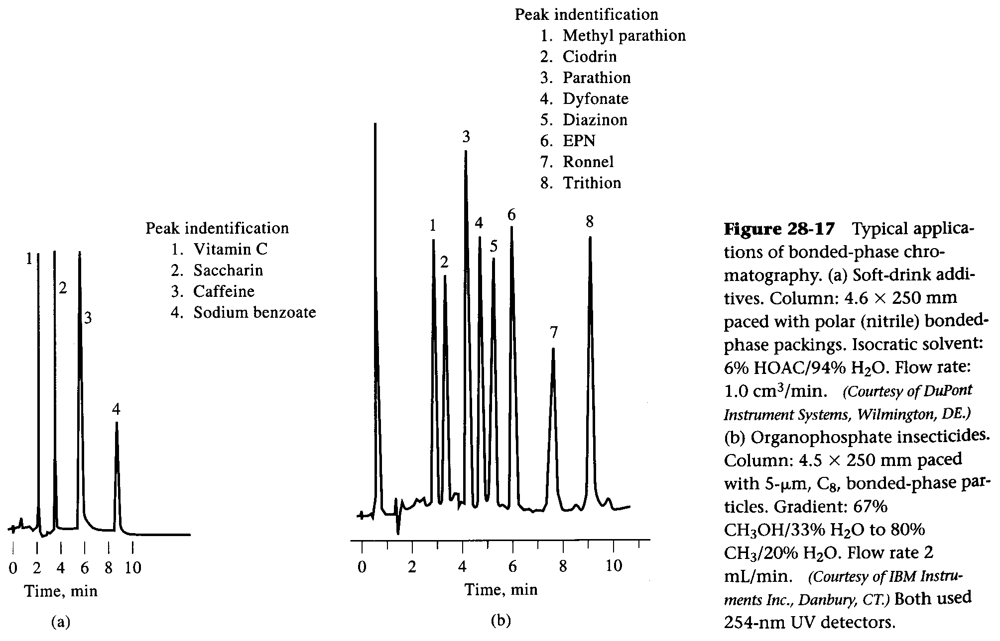 Peak indentification
1. Vitamin C
2. Saccharin
3. Caffeine
4. Sodium benzoate
1
2
3
4
0 2 4 6 8 10
Time, min
(a)
Peak indentification
1. Methyl parathion
2. Ciodrin
3. Parathion
4. Dyfonate
5. Diazinon
6. EPN
7. Ronnel
8. Trithion
1
2
3
4
5
6
7
8
0 2 4 6 8 10
Time, min
(b)
Figure 28-17 Typical applica-
tions of bonded-phase chro-
matography. (a) Soft-drink addi-
tives. Column: 4.6 × 250 mm
paced with polar (nitrile) bonded-
phase packings. Isocratic solvent:
6% HOAC/94% H₂O. Flow rate:
1.0 cm³/min. (Courtesy of DuPont
Instrument Systems, Wilmington, DE.)
(b) Organophosphate insecticides.
Column: 4.5 × 250 mm paced
with 5-μm, C₈, bonded-phase par-
ticles. Gradient: 67%
CH₃OH/33% H₂O to 80%
CH₃/20% H₂O. Flow rate 2
mL/min. (Courtesy of IBM Instru-
ments Inc., Danbury, CT.) Both used
254-nm UV detectors.